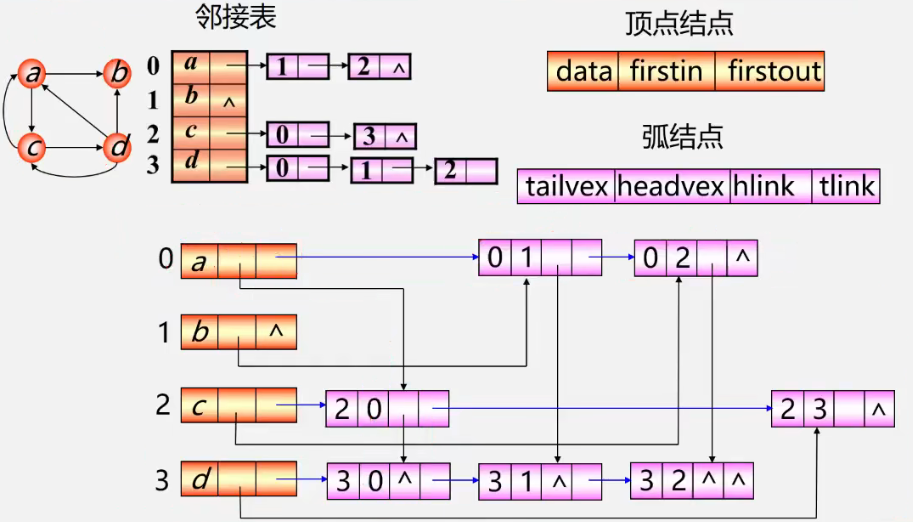 邻接表
顶点结点
a b
c d
0 a 1 2 ^
1 b ^
2 c 0 3 ^
3 d 0 1 2
data firstin firstout
弧结点
tailvex headvex hlink tlink
0 a 0 1 0 2 ^
1 b ^
2 c 2 0 2 3 ^
3 d 3 0 ^ 3 1 ^ 3 2 ^ ^